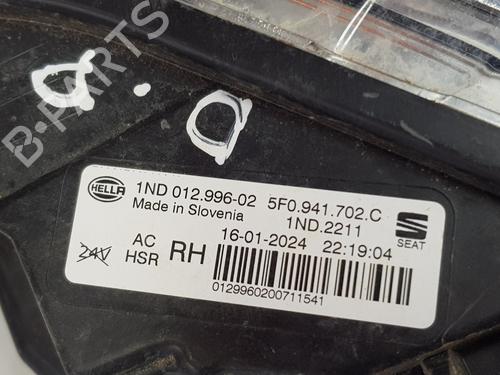 B-PARTS
D
HELLA 1ND 012.996-02 5F0.941.702.C
Made in Slovenia 1ND.2211
16-01-2024 22:19:04
SEAT
24V AC
HSR RH
0129960200711541